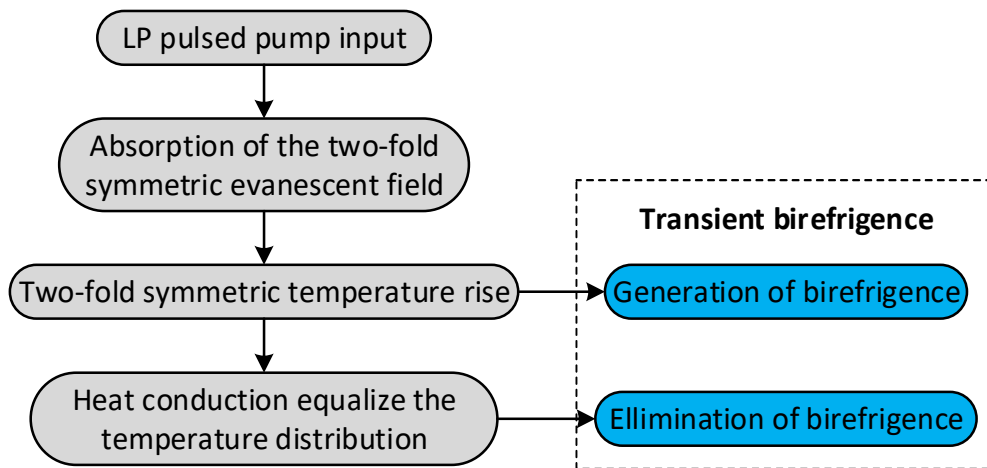 LP pulsed pump input
Absorption of the two-fold
symmetric evanescent field
Transient birefrigence
Two-fold symmetric temperature rise
Generation of birefrigence
Heat conduction equalize the
temperature distribution
Ellimination of birefrigence